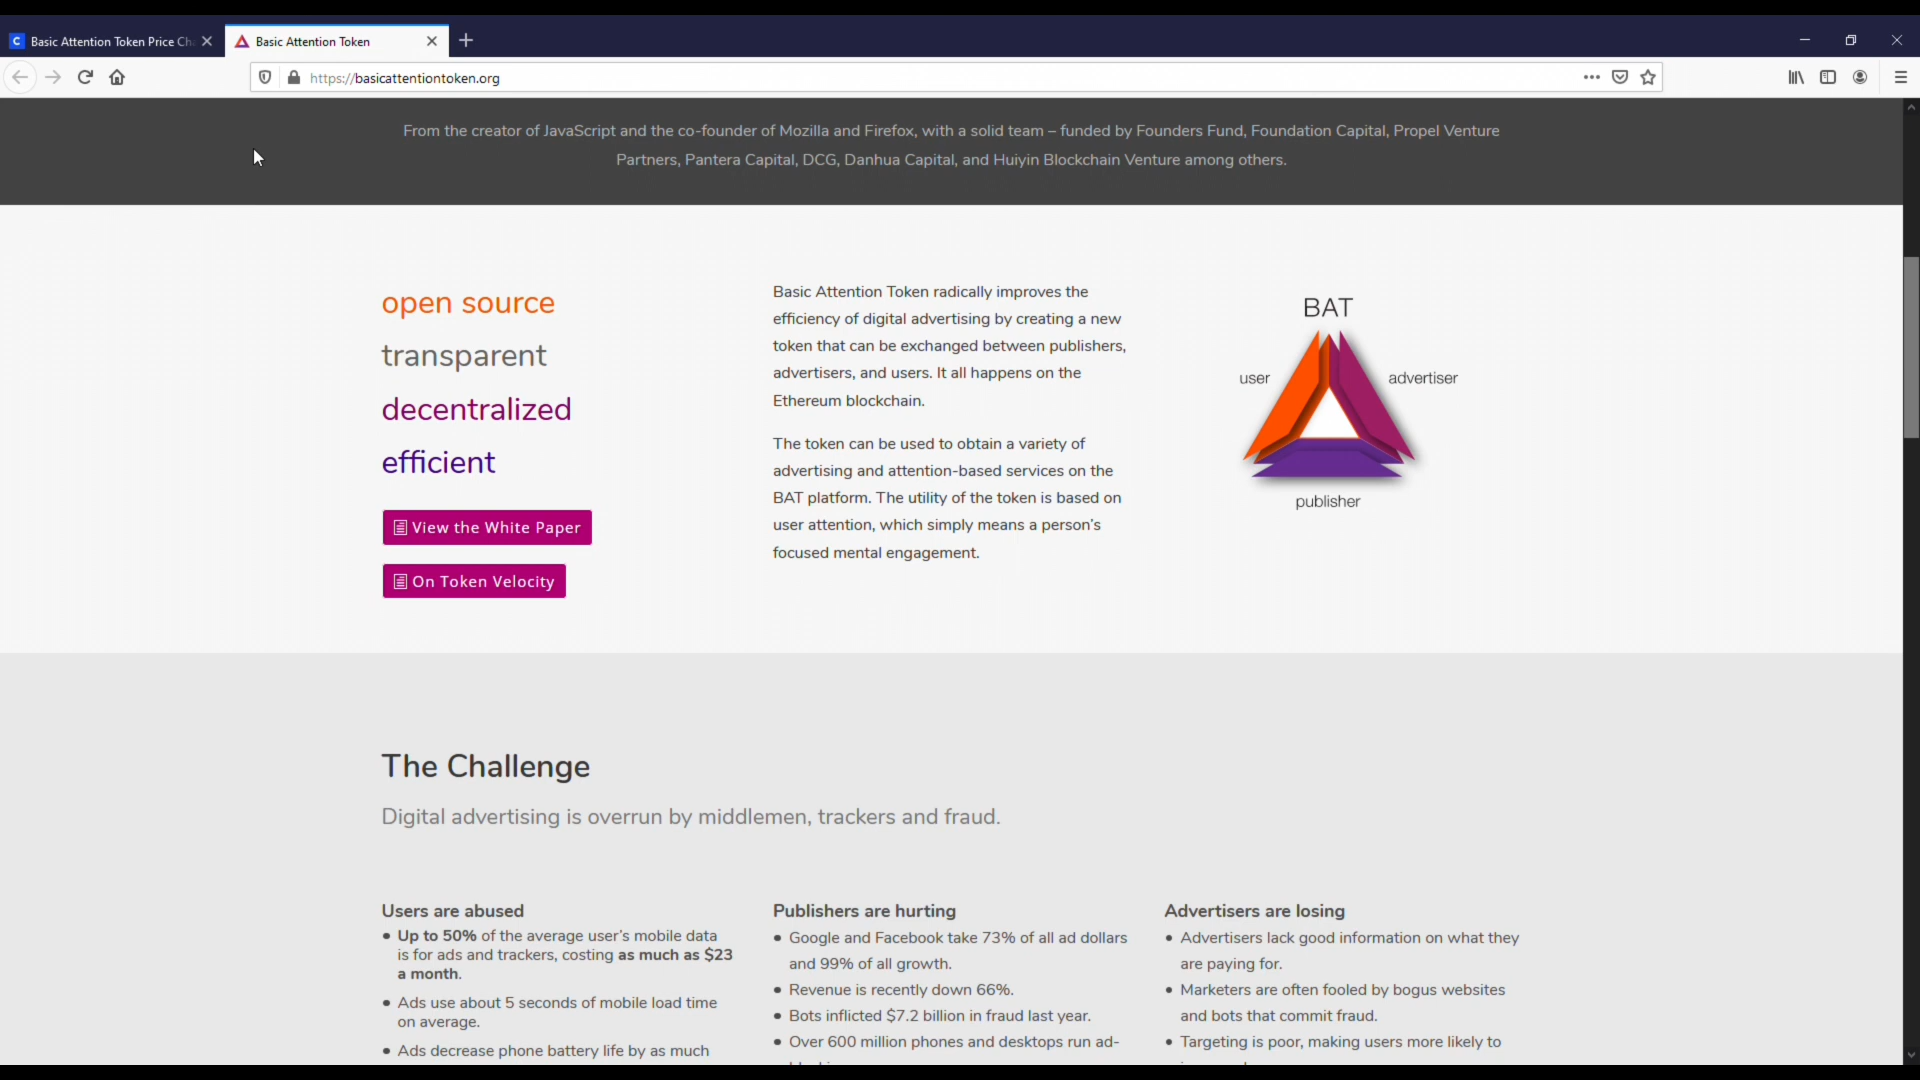 Basic Attention Token Price Ch
Basic Attention Token
https://basicattentiontoken.org
From the creator of JavaScript and the co-founder of Mozilla and Firefox, with a solid team – funded by Founders Fund, Foundation Capital, Propel Venture
Partners, Pantera Capital, DCG, Danhua Capital, and Huiyin Blockchain Venture among others.
open source
transparent
decentralized
efficient
View the White Paper
On Token Velocity
Basic Attention Token radically improves the
efficiency of digital advertising by creating a new
token that can be exchanged between publishers,
advertisers, and users. It all happens on the
Ethereum blockchain.
The token can be used to obtain a variety of
advertising and attention-based services on the
BAT platform. The utility of the token is based on
user attention, which simply means a person's
focused mental engagement.
BAT
user
advertiser
publisher
The Challenge
Digital advertising is overrun by middlemen, trackers and fraud.
Users are abused
• Up to 50% of the average user's mobile data
is for ads and trackers, costing as much as $23
a month.
• Ads use about 5 seconds of mobile load time
on average.
• Ads decrease phone battery life by as much
Publishers are hurting
• Google and Facebook take 73% of all ad dollars
and 99% of all growth.
• Revenue is recently down 66%.
• Bots inflicted $7.2 billion in fraud last year.
• Over 600 million phones and desktops run ad-
Advertisers are losing
• Advertisers lack good information on what they
are paying for.
• Marketers are often fooled by bogus websites
and bots that commit fraud.
• Targeting is poor, making users more likely to